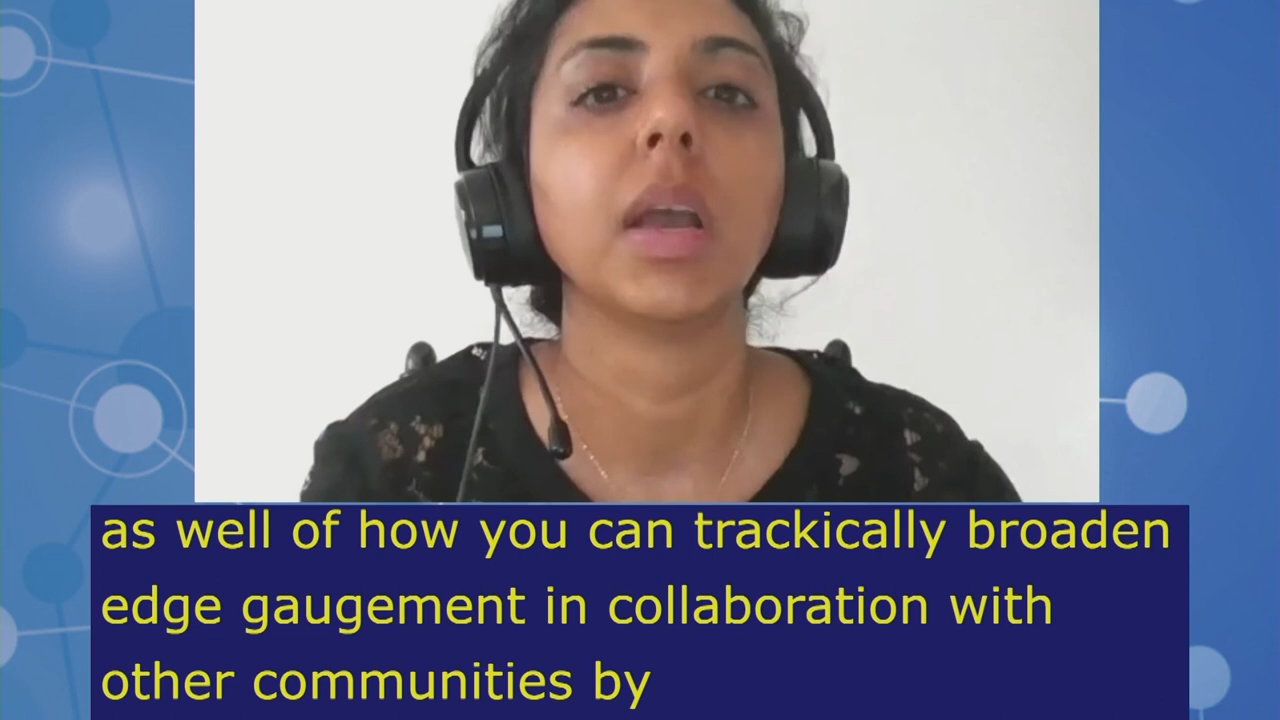 as well of how you can trackically broaden
edge gaugement in collaboration with
other communities by